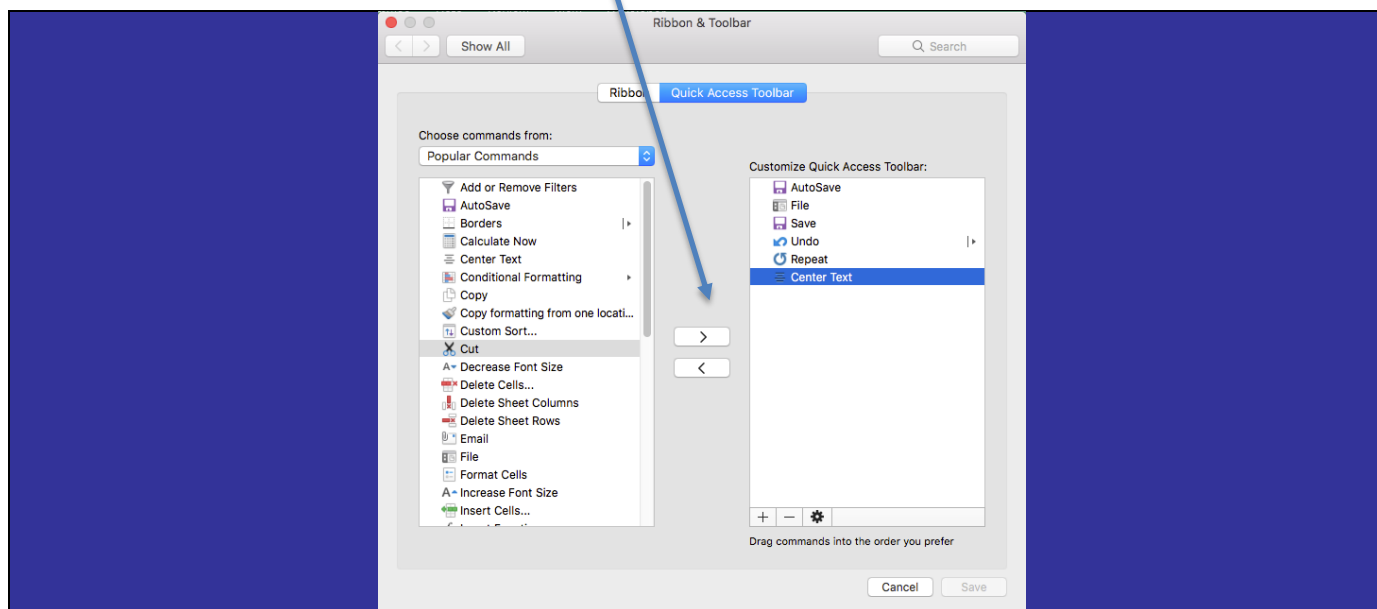 Ribbon & Toolbar
Show All
Search
Quick Access Toolbar
Choose commands from:
Popular Commands
Add or Remove Filters
AutoSave
Borders
Calculate Now
Center Text
Conditional Formatting
Copy
Copy formatting from one locati...
Custom Sort...
Cut
Decrease Font Size
Delete Cells...
Delete Sheet Columns
Delete Sheet Rows
Email
File
Format Cells
Increase Font Size
Insert Cells...
Customize Quick Access Toolbar:
AutoSave
File
Save
Undo
Repeat
Center Text
Drag commands into the order you prefer
Cancel
Save